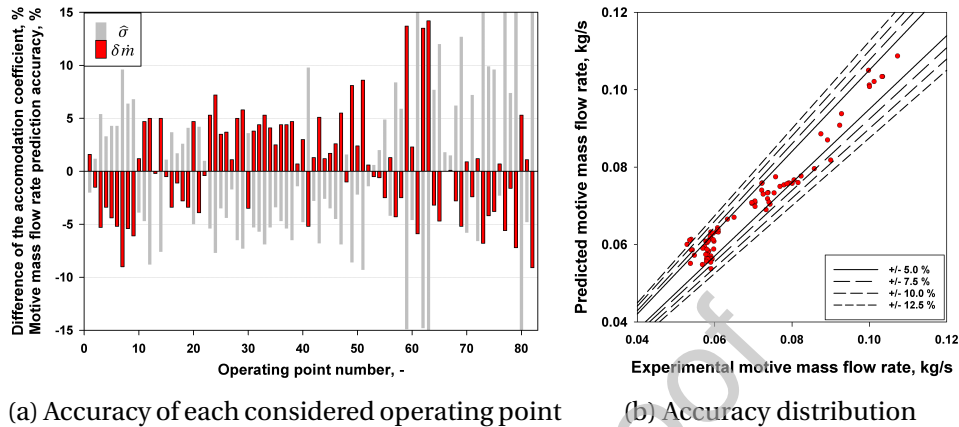 Difference of the accomodation coefficient, %
Motive mass flow rate prediction accuracy, %
15
10
5
0
-5
-10
-15
σ̂
δṁ
0 10 20 30 40 50 60 70 80
Operating point number, -
(a) Accuracy of each considered operating point
Predicted motive mass flow rate, kg/s
0.12
0.10
0.08
0.06
0.04
+/- 5.0 %
+/- 7.5 %
+/- 10.0 %
+/- 12.5 %
0.04 0.06 0.08 0.10 0.12
Experimental motive mass flow rate, kg/s
(b) Accuracy distribution